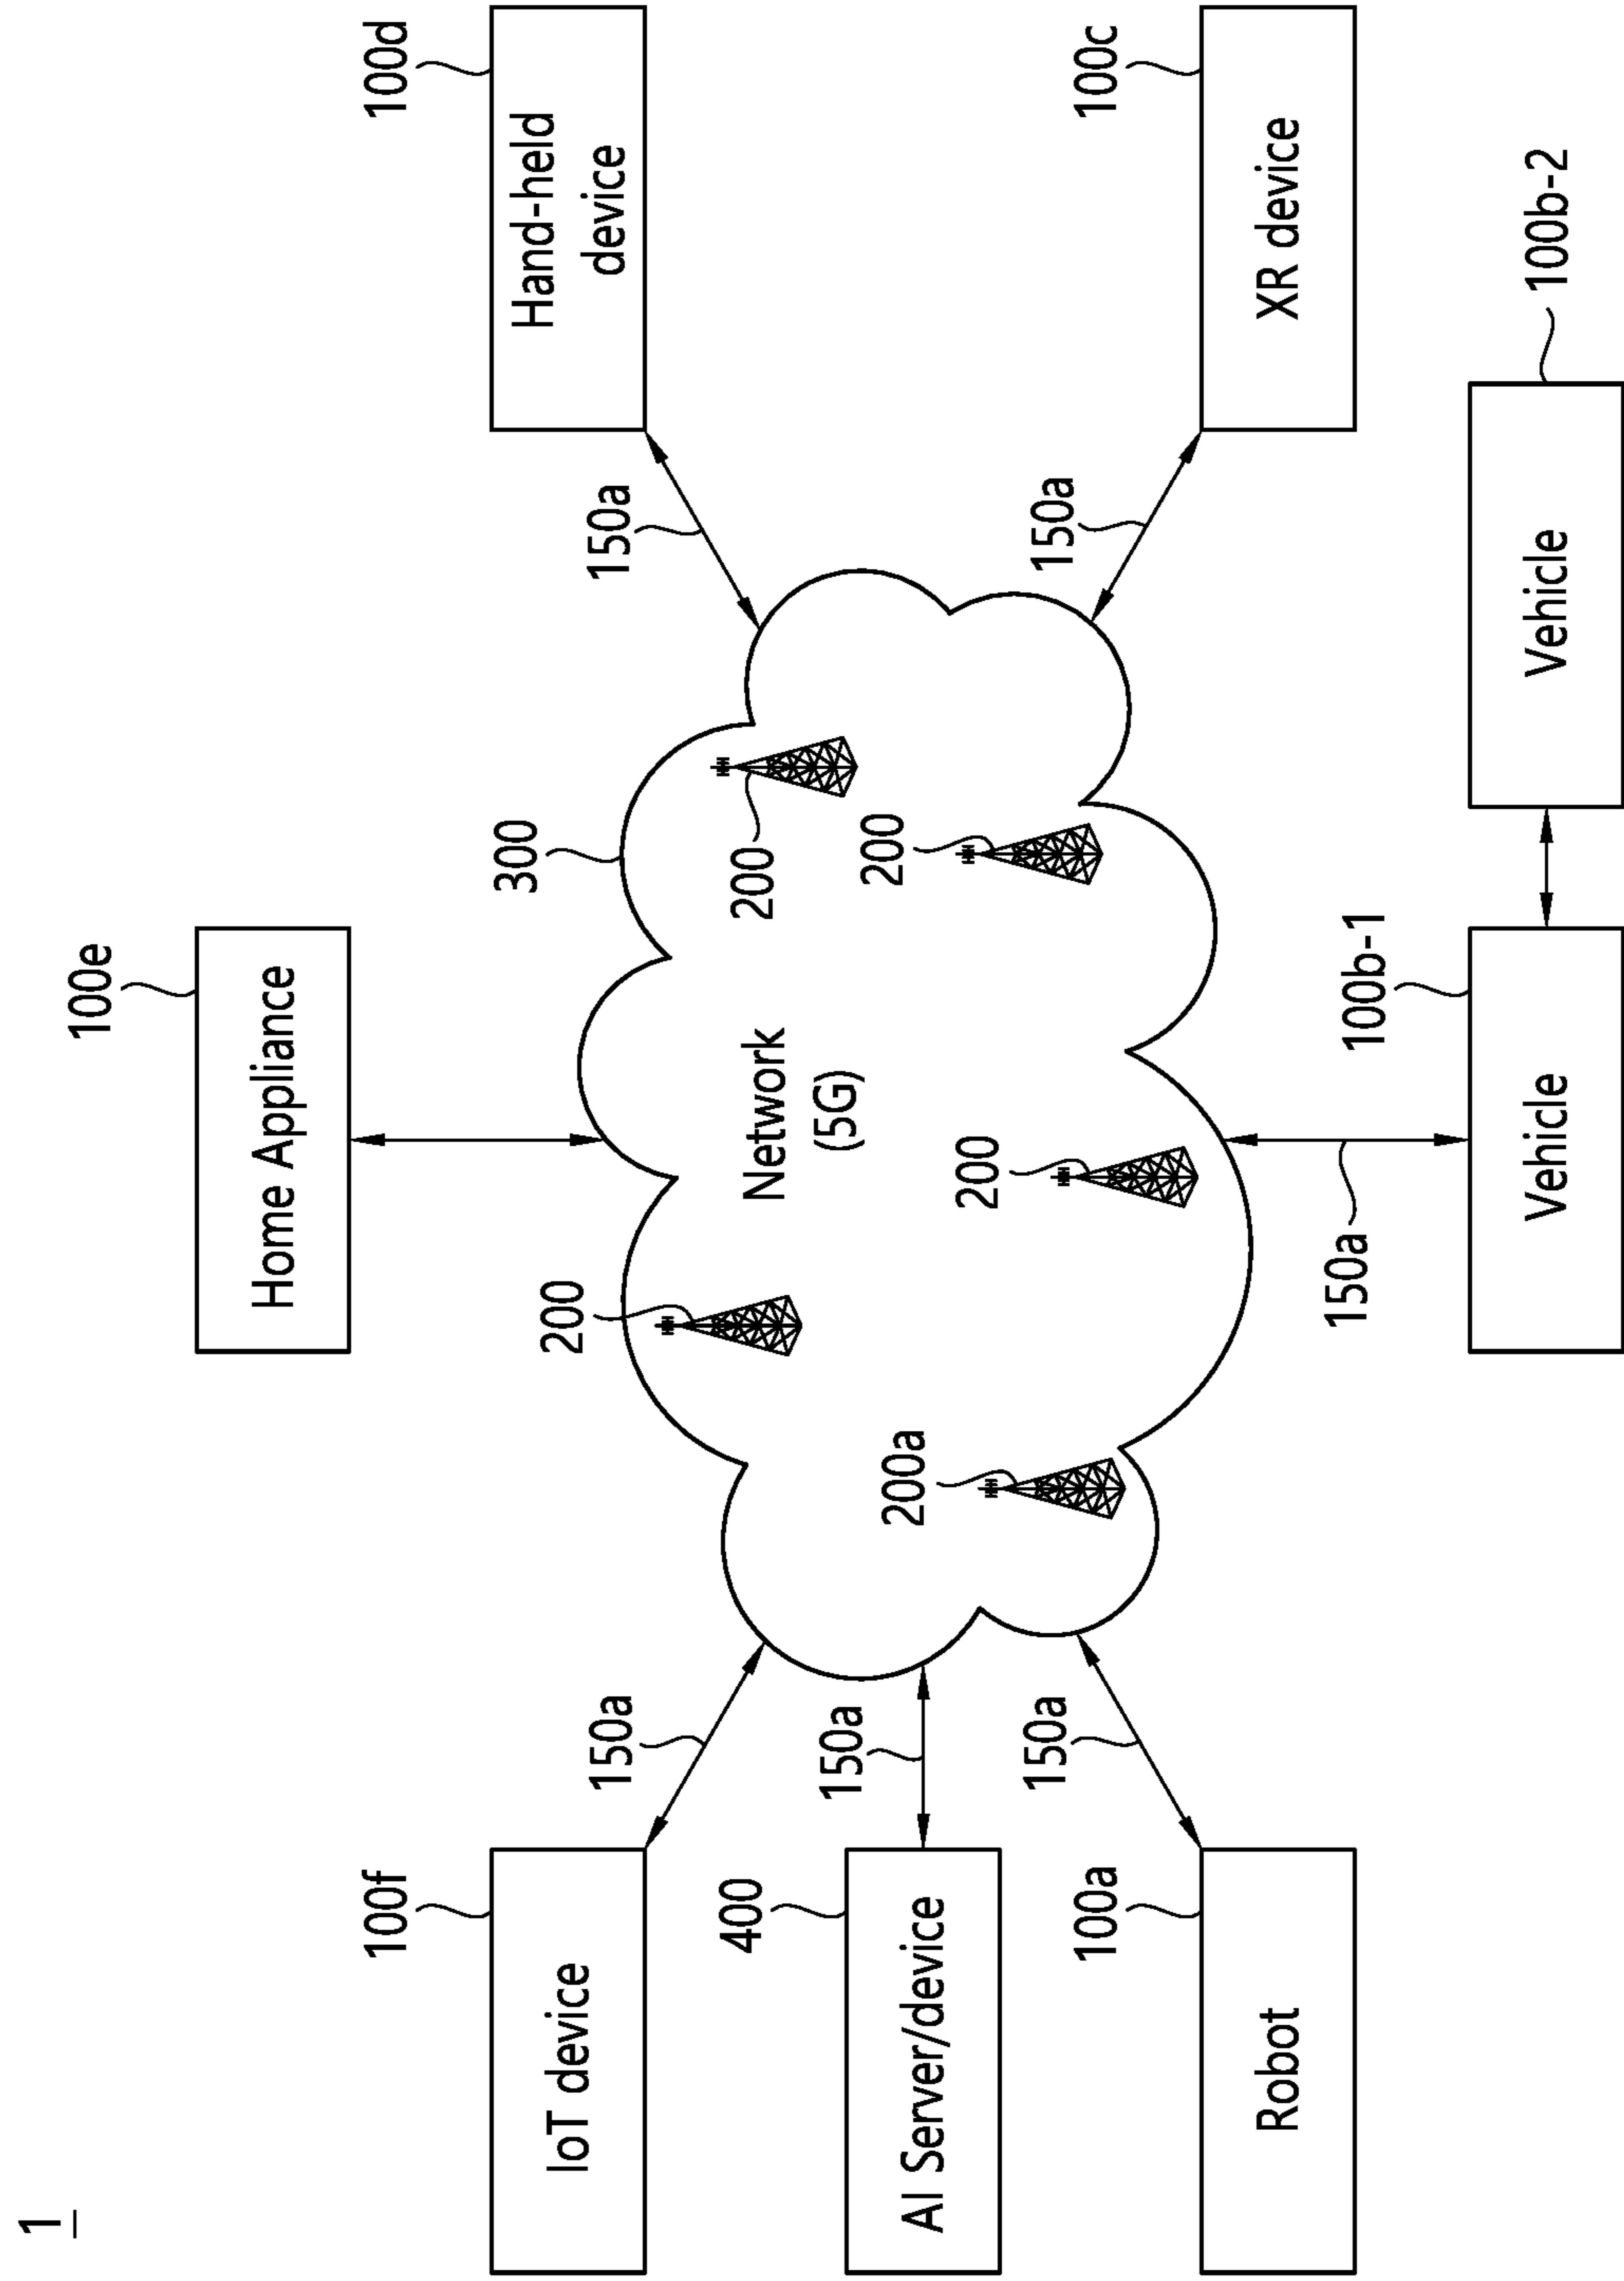 1
100e
Home Appliance
100f
IoT device
150a
300
150a
100d
Hand-held
device
200
Network
(5G)
200
400
AI Server/device
150a
200a
200
200
100a
Robot
150a
150a
100c
XR device
150a
100b-1
Vehicle
Vehicle
100b-2